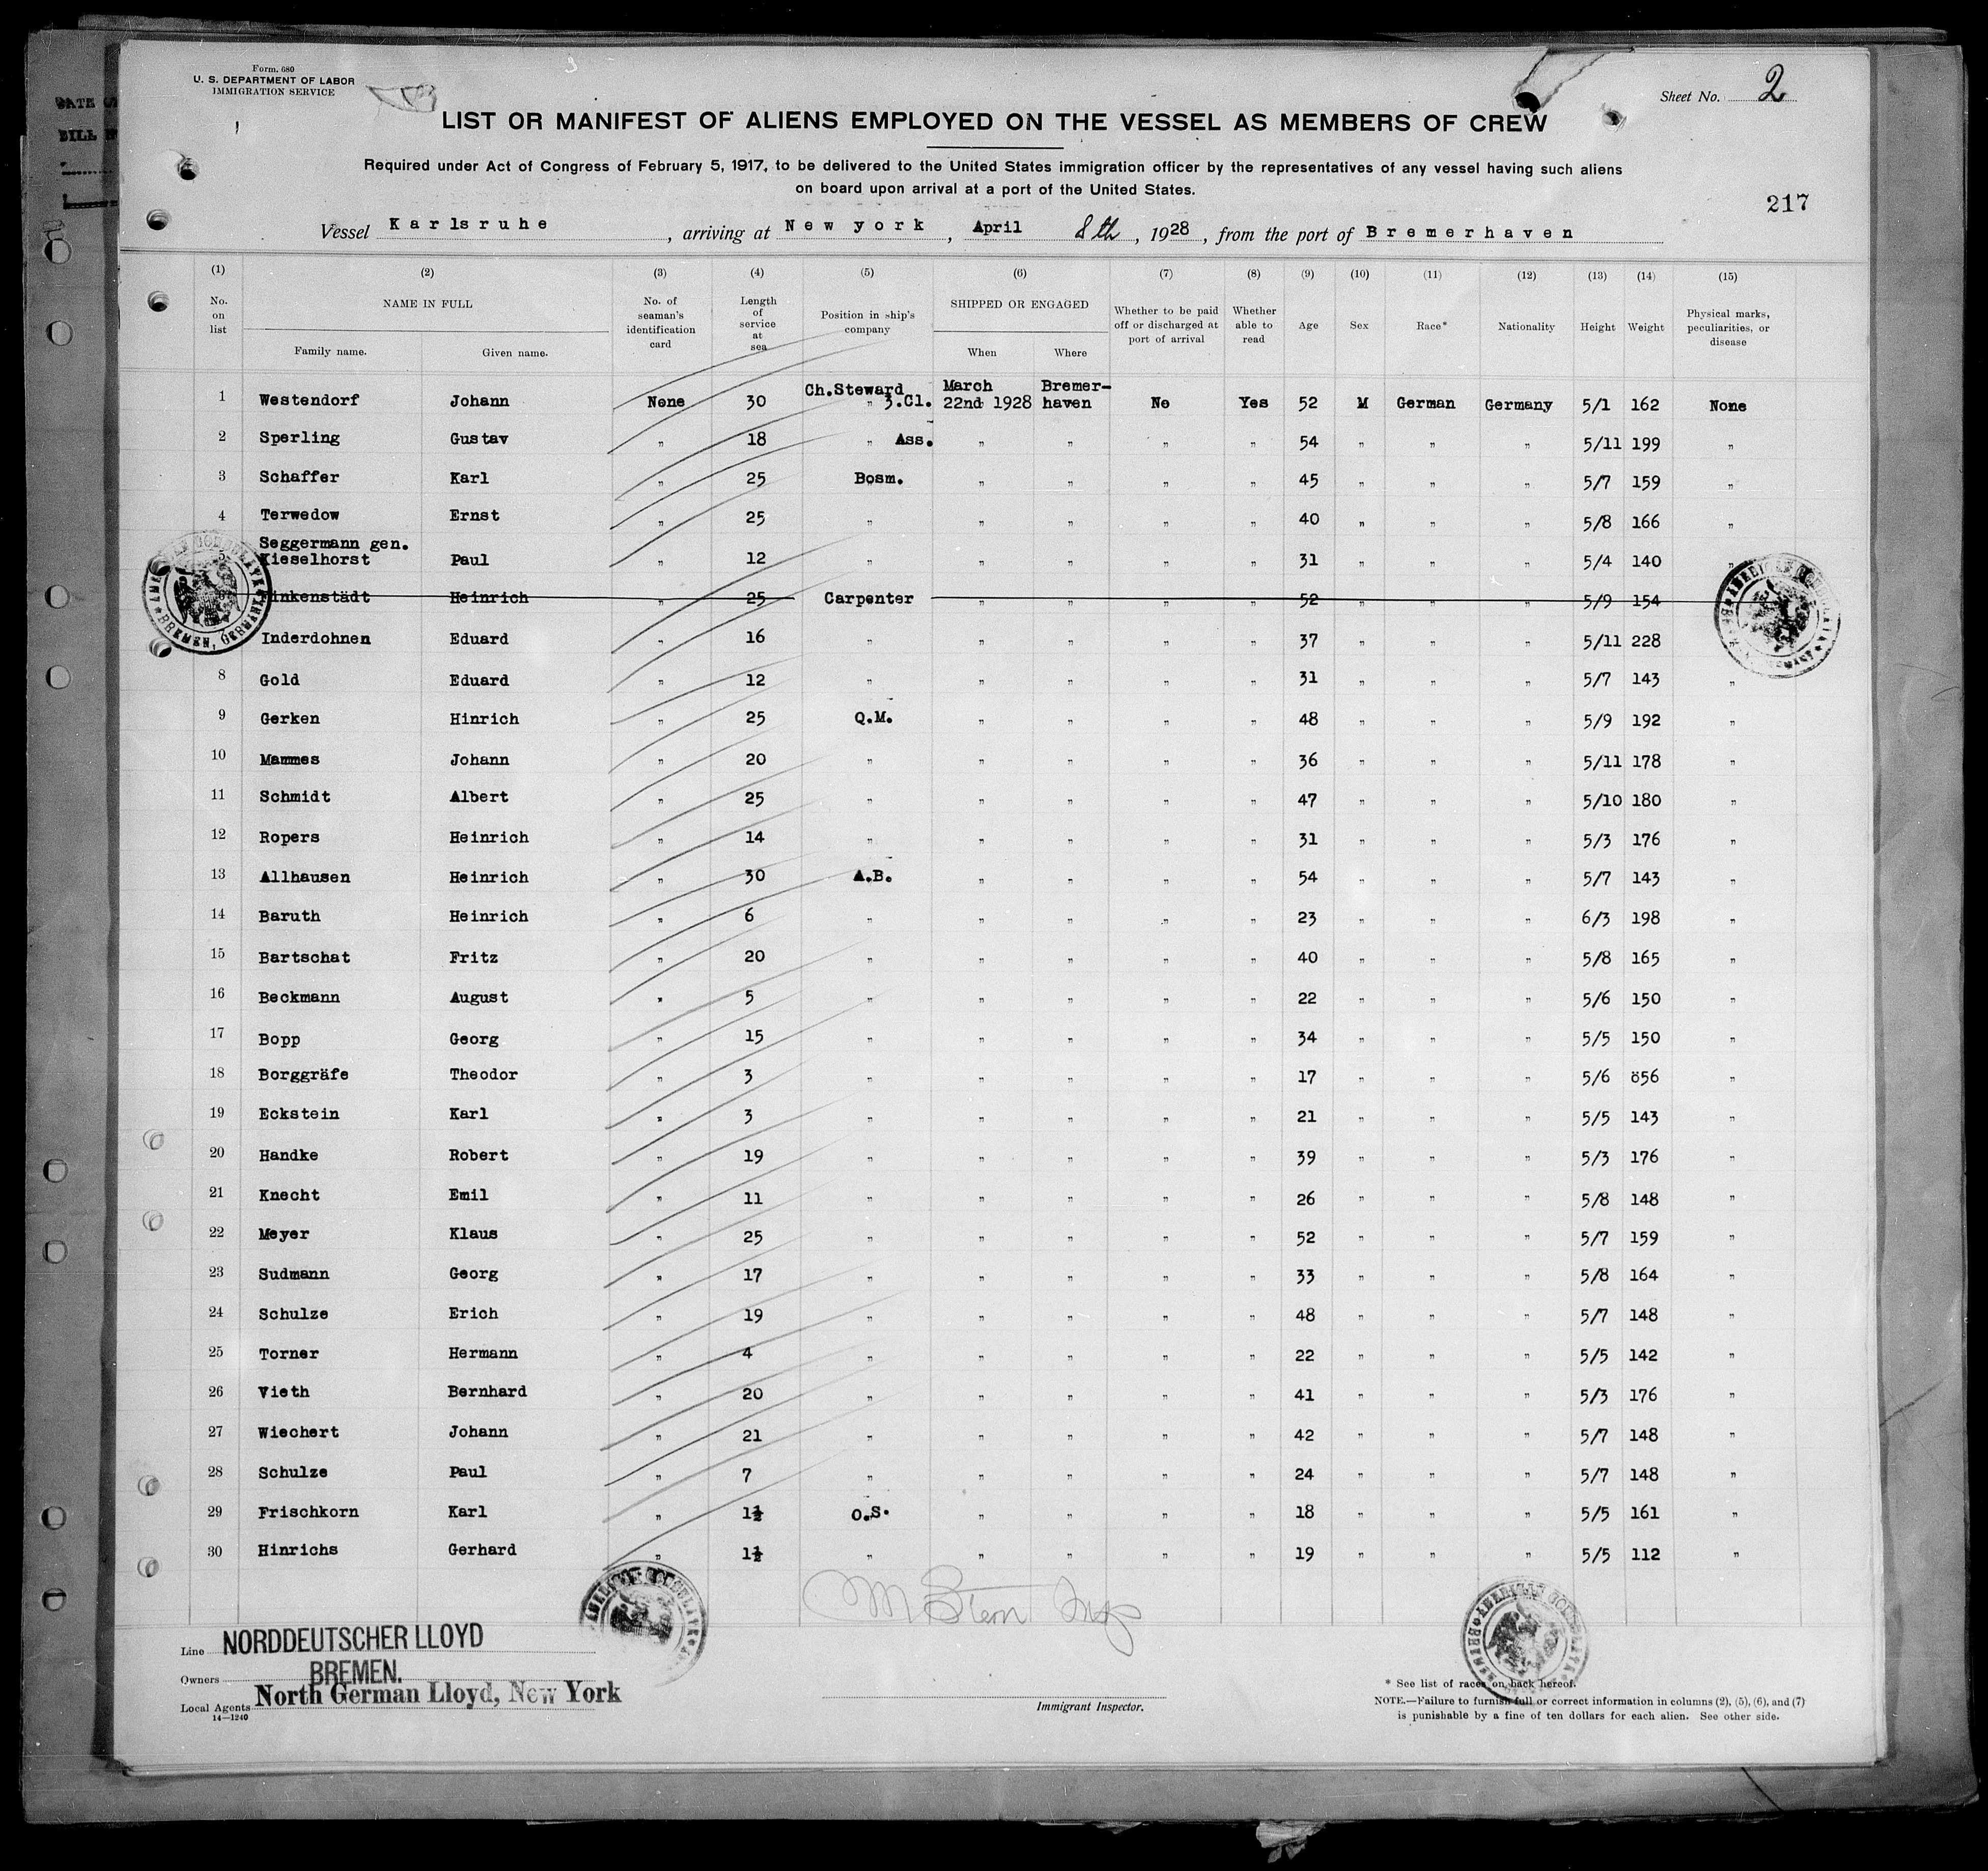 Form. 680
U. S. DEPARTMENT OF LABOR
IMMIGRATION SERVICE
Sheet No. 2
LIST OR MANIFEST OF ALIENS EMPLOYED ON THE VESSEL AS MEMBERS OF CREW
Required under Act of Congress of February 5, 1917, to be delivered to the United States immigration officer by the representatives of any vessel having such aliens
on board upon arrival at a port of the United States.
217
Vessel Karlsruhe, arriving at New york, April 8th, 1928, from the port of Bremerhaven
(1) (2) (3) (4) (5) (6) (7) (8) (9) (10) (11) (12) (13) (14) (15)
No. on list NAME IN FULL Family name. Given name. No. of seaman's identification card Length of service at sea Position in ship's company SHIPPED OR ENGAGED When Where Whether to be paid off or discharged at port of arrival Whether able to read Age Sex Race* Nationality Height Weight Physical marks, peculiarities, or disease
1 Westendorf Johann None 30 Ch.Steward " 3.Cl. March 22nd 1928 Bremer-haven No Yes 52 M German Germany 5/1 162 None
2 Sperling Gustav " 18 " Ass. " " " " 54 " " " 5/11 199 "
3 Schaffer Karl " 25 Bosm. " " " " 45 " " " 5/7 159 "
4 Terwedow Ernst " 25 " " " " " 40 " " " 5/8 166 "
5 Seggermann gen. Kieselhorst Paul " 12 " " " " " 31 " " " 5/4 140 "
Heinrich " 25 Carpenter " " " " 52 " " " 5/9 154
Inderdohnen Eduard " 16 " " " " " 37 " " " 5/11 228
8 Gold Eduard " 12 " " " " " 31 " " " 5/7 143 "
9 Gerken Hinrich " 25 Q.M. " " " " 48 " " " 5/9 192 "
10 Mammes Johann " 20 " " " " " 36 " " " 5/11 178 "
11 Schmidt Albert " 25 " " " " " 47 " " " 5/10 180 "
12 Ropers Heinrich " 14 " " " " " 31 " " " 5/3 176 "
13 Allhausen Heinrich " 30 A.B. " " " " 54 " " " 5/7 143 "
14 Baruth Heinrich " 6 " " " " " 23 " " " 6/3 198 "
15 Bartschat Fritz " 20 " " " " " 40 " " " 5/8 165 "
16 Beckmann August " 5 " " " " " 22 " " " 5/6 150 "
17 Bopp Georg " 15 " " " " " 34 " " " 5/5 150 "
18 Borggräfe Theodor " 3 " " " " " 17 " " " 5/6 "
19 Eckstein Karl " 3 " " " " " 21 " " " 5/5 143 "
20 Handke Robert " 19 " " " " " 39 " " " 5/3 176 "
21 Knecht Emil " 11 " " " " " 26 " " " 5/8 148 "
22 Meyer Klaus " 25 " " " " " 52 " " " 5/7 159 "
23 Sudmann Georg " 17 " " " " " 33 " " " 5/8 164 "
24 Schulze Erich " 19 " " " " " 48 " " " 5/7 148 "
25 Torner Hermann " 4 " " " " " 22 " " " 5/5 142 "
26 Vieth Bernhard " 20 " " " " " 41 " " " 5/3 176 "
27 Wiechert Johann " 21 " " " " " 42 " " " 5/7 148 "
28 Schulze Paul " 7 " " " " " 24 " " " 5/7 148 "
29 Frischkorn Karl " 1½ O.S. " " " " 18 " " " 5/5 161 "
30 Hinrichs Gerhard " 1½ " " " " " 19 " " " 5/5 112 "
M Stern Insp
Line NORDDEUTSCHER LLOYD
Owners BREMEN.
Local Agents North German Lloyd, New York
14—1240
Immigrant Inspector.
* See list of races on back hereof.
NOTE.—Failure to furnish full or correct information in columns (2), (5), (6), and (7)
is punishable by a fine of ten dollars for each alien. See other side.